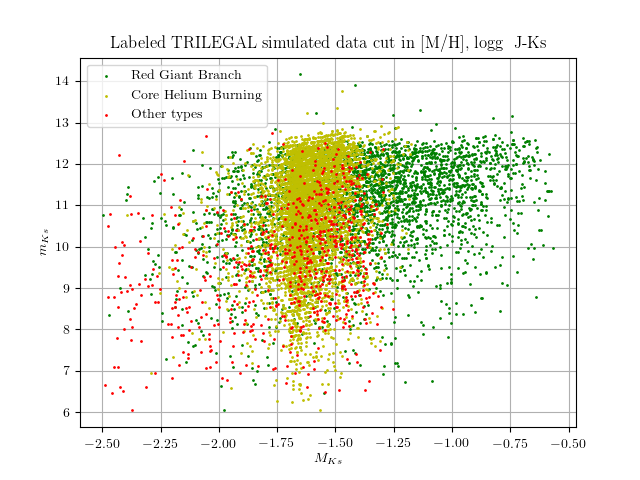 Labeled TRILEGAL simulated data cut in [M/H], logg  J-Ks
Red Giant Branch
Core Helium Burning
Other types
14
13
12
11
10
9
8
7
6
m_{Ks}
−2.50 −2.25 −2.00 −1.75 −1.50 −1.25 −1.00 −0.75 −0.50
M_{Ks}